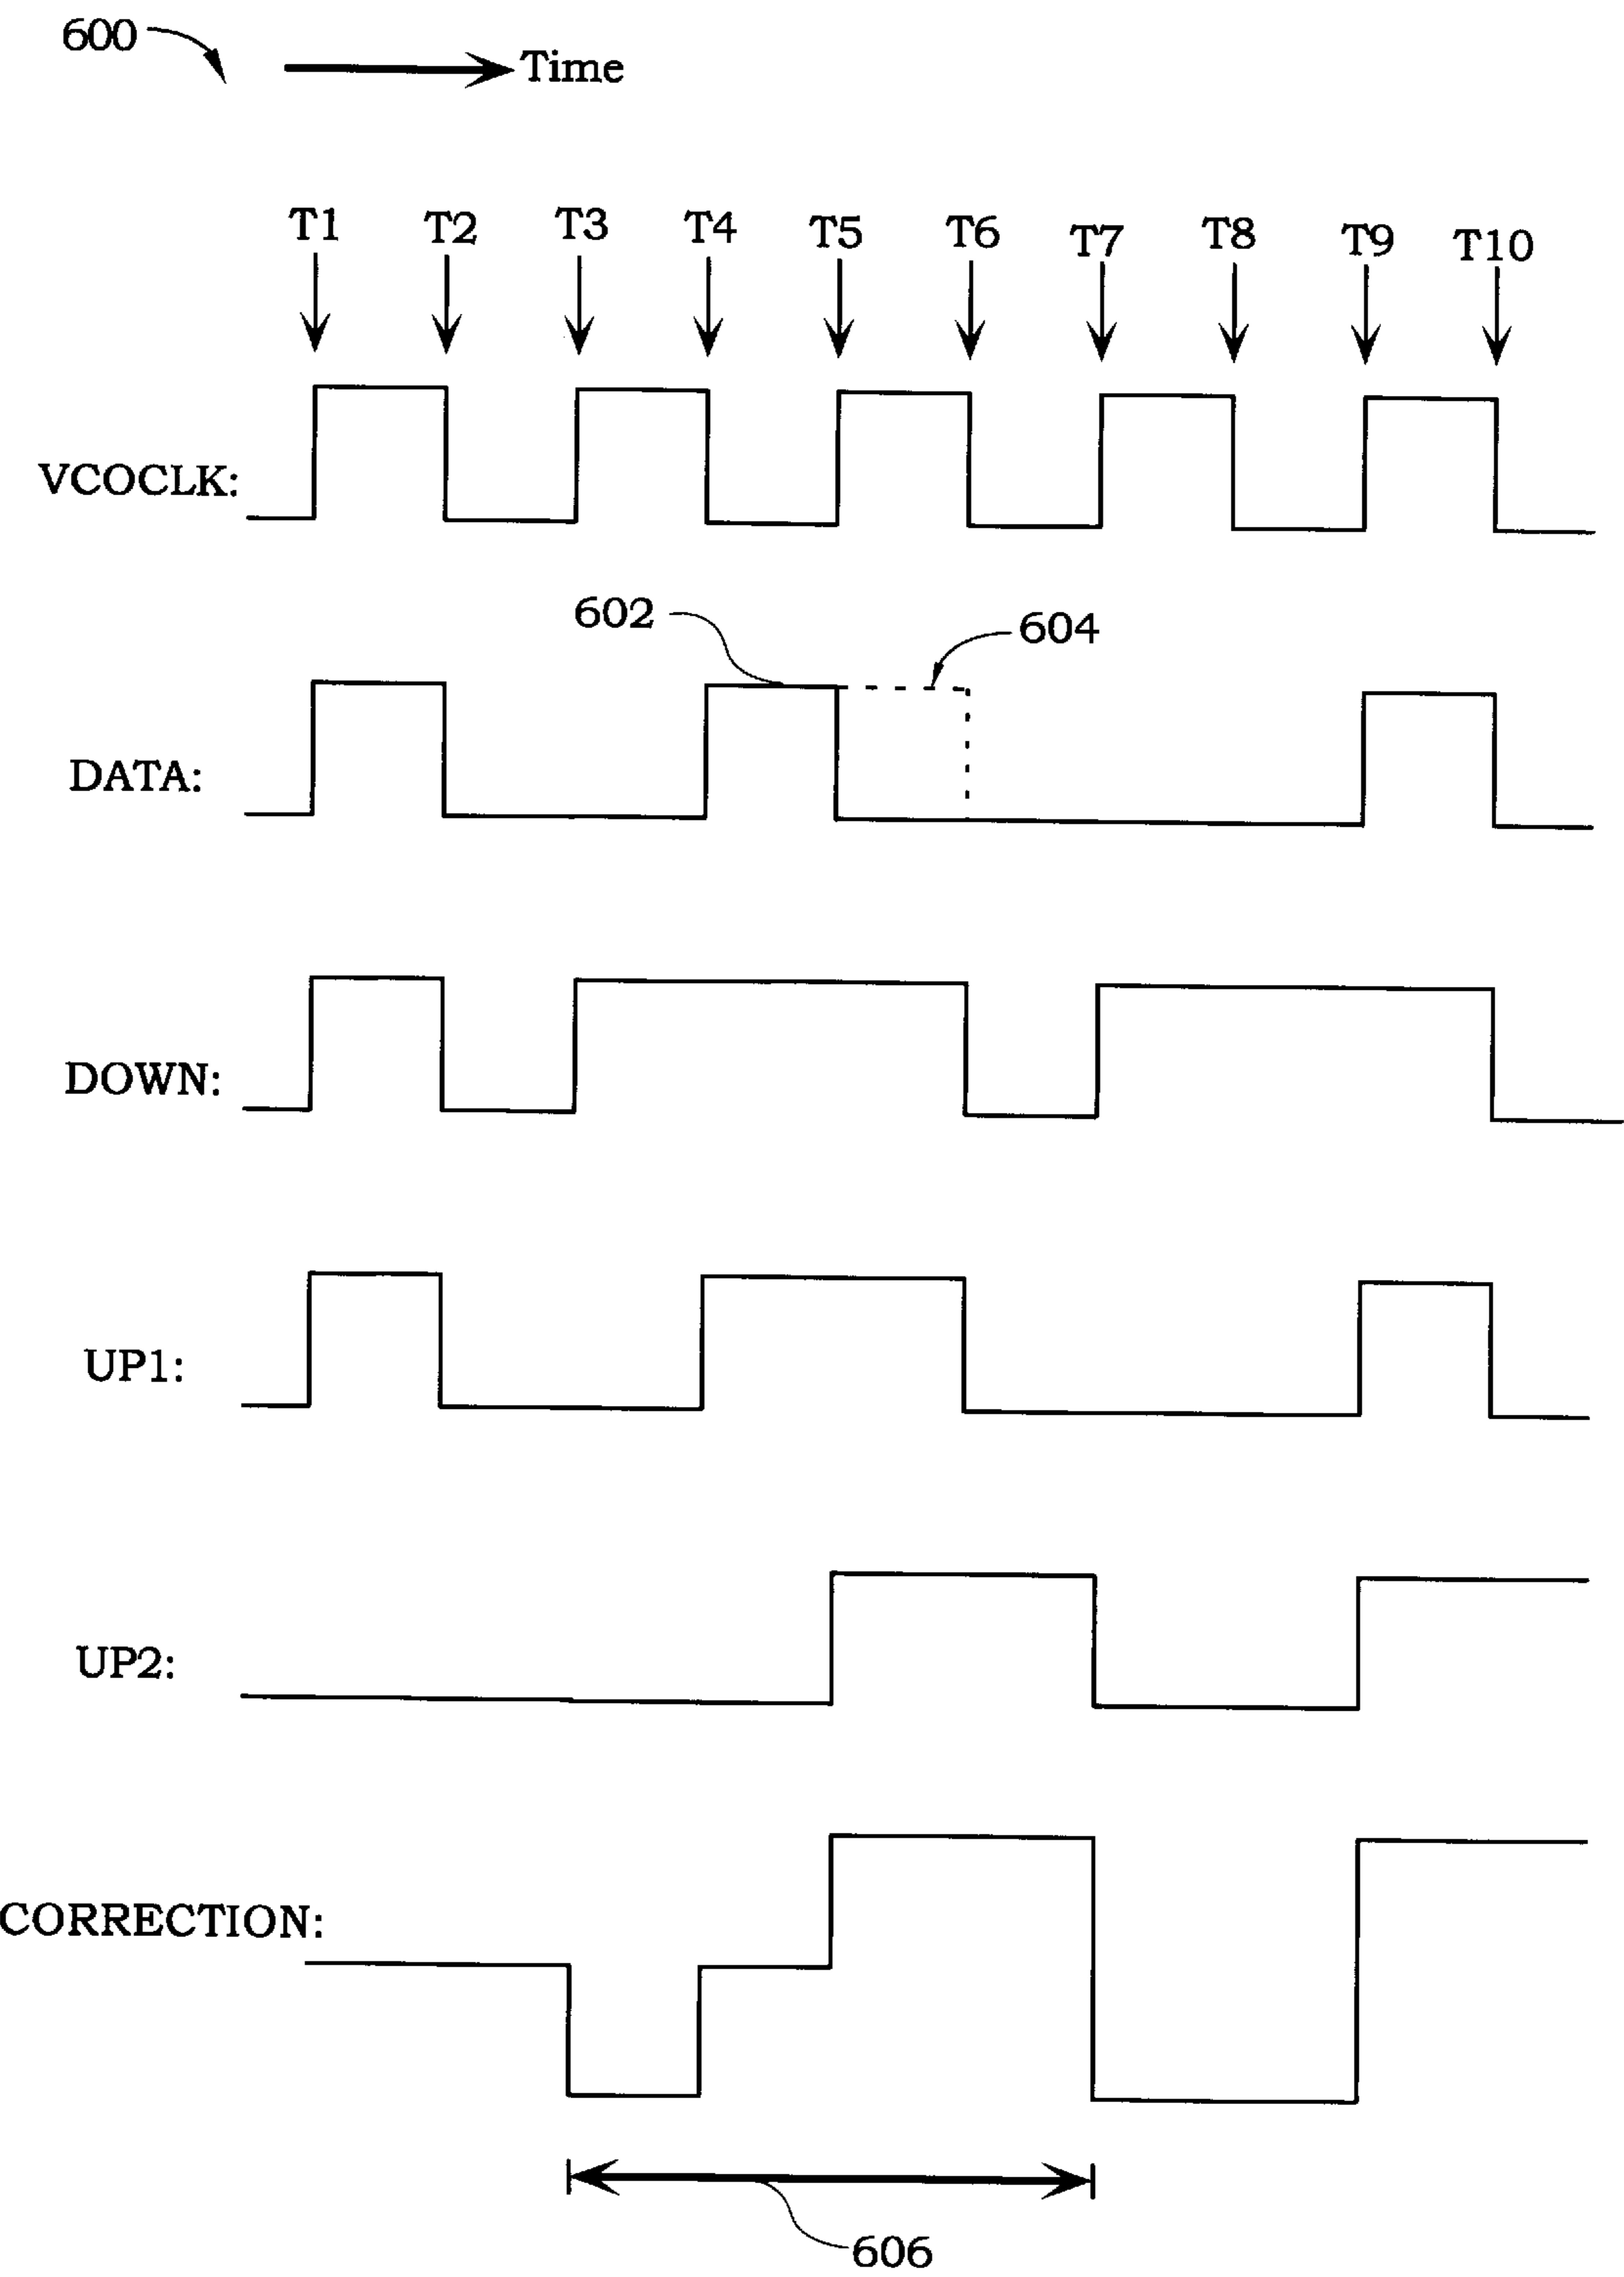 600
Time
T1 T2 T3 T4 T5 T6 T7 T8 T9 T10
VCOCLK:
602
604
DATA:
DOWN:
UP1:
UP2:
CORRECTION:
606